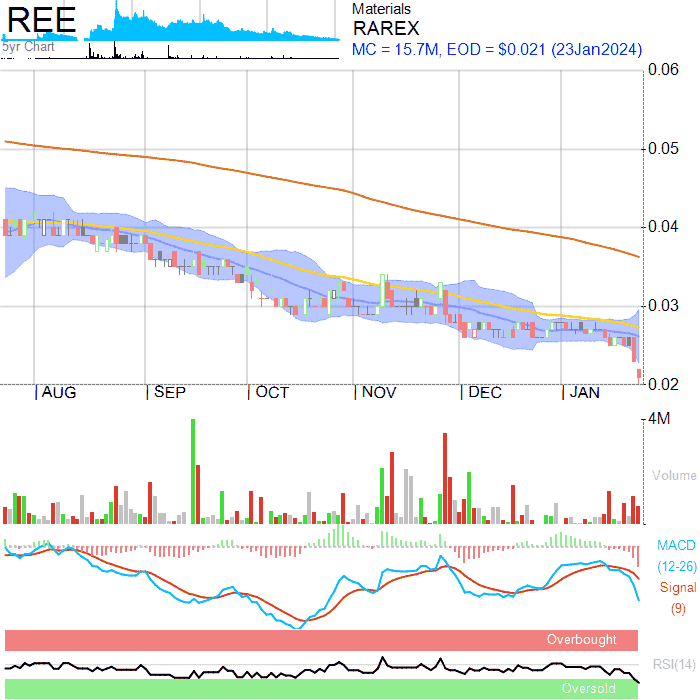 REE
5yr Chart
Materials
RAREX
MC = 15.7M, EOD = $0.021 (23Jan2024)
0.06
0.05
0.04
0.03
0.02
AUG
SEP
OCT
NOV
DEC
JAN
4M
Volume
MACD
(12-26)
Signal
(9)
Overbought
RSI(14)
Oversold